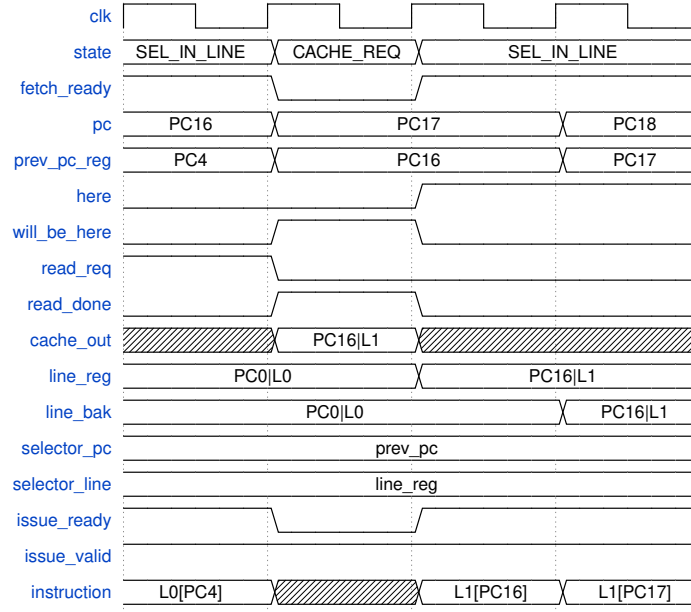 clk
state SEL_IN_LINE CACHE_REQ SEL_IN_LINE
fetch_ready
pc PC16 PC17 PC18
prev_pc_reg PC4 PC16 PC17
here
will_be_here
read_req
read_done
cache_out PC16|L1
line_reg PC0|L0 PC16|L1
line_bak PC0|L0 PC16|L1
selector_pc prev_pc
selector_line line_reg
issue_ready
issue_valid
instruction L0[PC4] L1[PC16] L1[PC17]